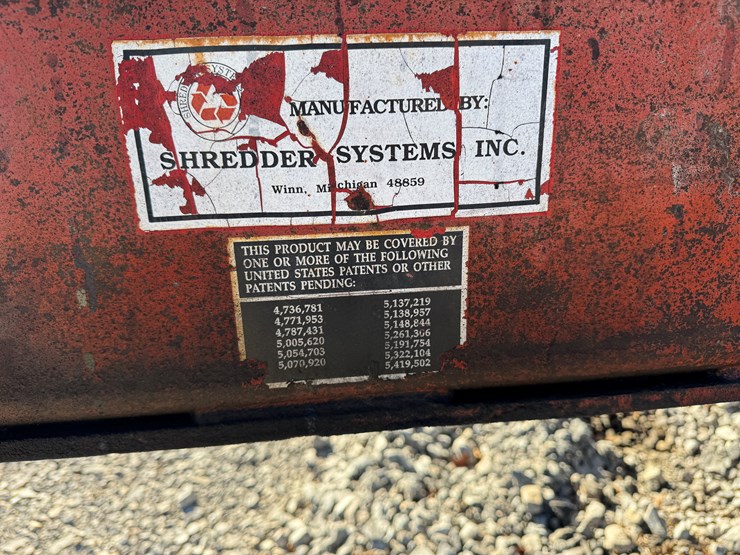 SHREDDER SYST
MANUFACTURED BY:
SHREDDER SYSTEMS INC.
Winn, Michigan 48859
THIS PRODUCT MAY BE COVERED BY
ONE OR MORE OF THE FOLLOWING
UNITED STATES PATENTS OR OTHER
PATENTS PENDING:
4,736,781 5,137,219
4,771,953 5,138,957
4,787,431 5,148,844
5,005,620 5,261,306
5,054,703 5,191,754
5,070,920 5,322,104
5,419,502